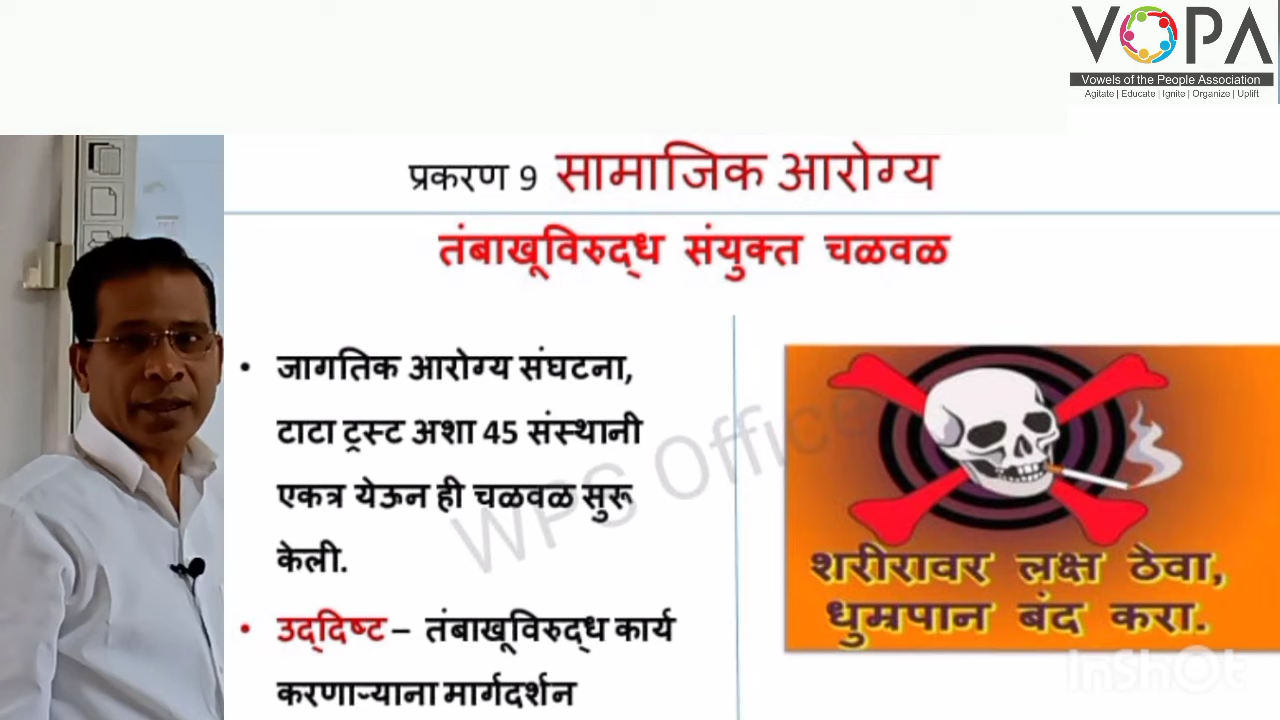 VOPA
Vowels of the People Association
Agitate | Educate | Ignite | Organize | Uplift
प्रकरण 9 सामाजिक आरोग्य
तंबाखूविरुद्ध संयुक्त चळवळ
• जागतिक आरोग्य संघटना,
टाटा ट्रस्ट अशा 45 संस्थानी
एकत्र येऊन ही चळवळ सुरू
केली.
• उद्दिष्ट – तंबाखूविरुद्ध कार्य
करणाऱ्याना मार्गदर्शन
WPS Office
शरीरावर लक्ष ठेवा,
धुम्रपान बंद करा.
InShOt